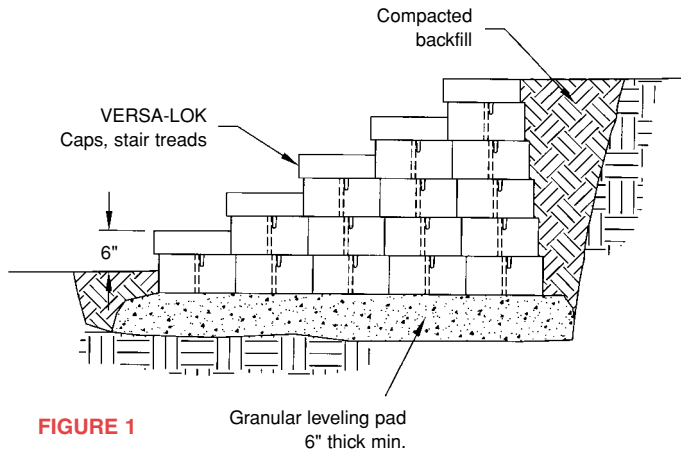 Compacted
backfill
VERSA-LOK
Caps, stair treads
6"
FIGURE 1
Granular leveling pad
6" thick min.